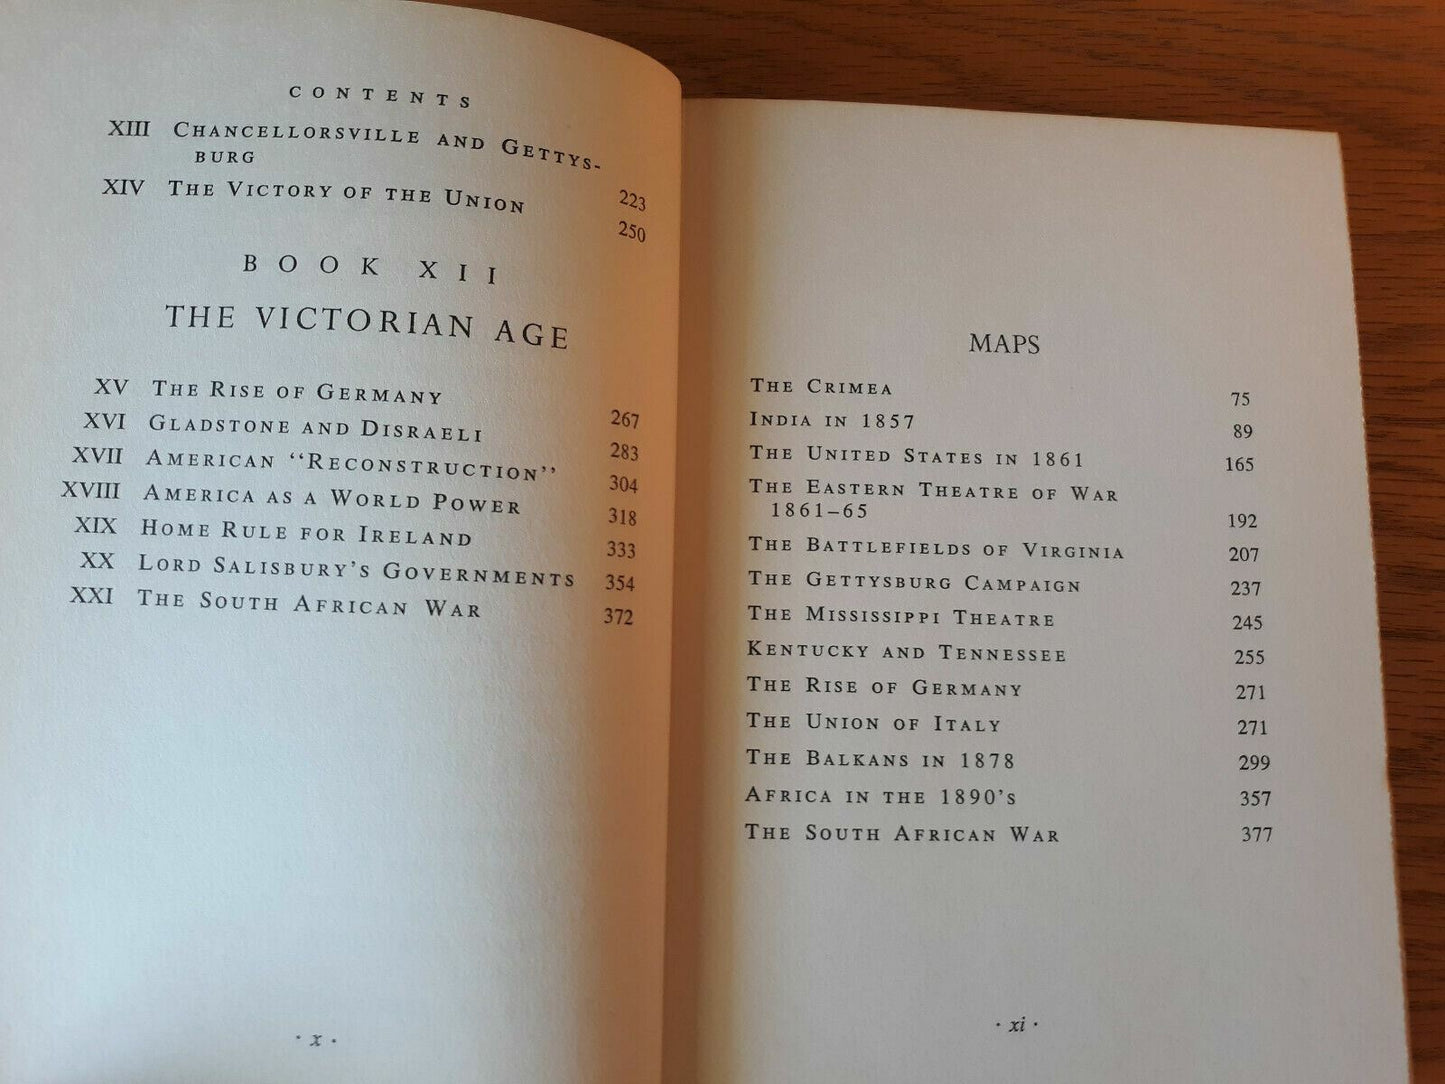 CONTENTS
XIII CHANCELLORSVILLE AND GETTYS-
BURG 223
XIV THE VICTORY OF THE UNION 250
BOOK XII
THE VICTORIAN AGE
XV THE RISE OF GERMANY 267
XVI GLADSTONE AND DISRAELI 283
XVII AMERICAN “RECONSTRUCTION” 304
XVIII AMERICA AS A WORLD POWER 318
XIX HOME RULE FOR IRELAND 333
XX LORD SALISBURY'S GOVERNMENTS 354
XXI THE SOUTH AFRICAN WAR 372
· x ·
MAPS
THE CRIMEA 75
INDIA IN 1857 89
THE UNITED STATES IN 1861 165
THE EASTERN THEATRE OF WAR
1861–65 192
THE BATTLEFIELDS OF VIRGINIA 207
THE GETTYSBURG CAMPAIGN 237
THE MISSISSIPPI THEATRE 245
KENTUCKY AND TENNESSEE 255
THE RISE OF GERMANY 271
THE UNION OF ITALY 271
THE BALKANS IN 1878 299
AFRICA IN THE 1890's 357
THE SOUTH AFRICAN WAR 377
· xi ·